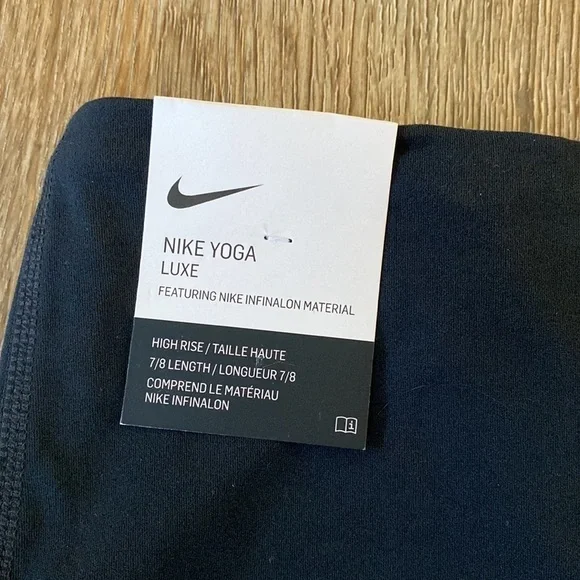 NIKE YOGA
LUXE
FEATURING NIKE INFINALON MATERIAL
HIGH RISE / TAILLE HAUTE
7/8 LENGTH / LONGUEUR 7/8
COMPREND LE MATÉRIAU
NIKE INFINALON